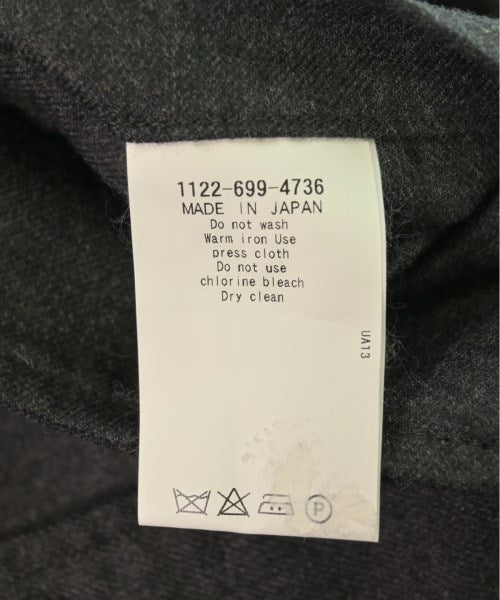 1122-699-4736
MADE IN JAPAN
Do not wash
Warm iron Use
press cloth
Do not use
chlorine bleach
Dry clean
UA13
P